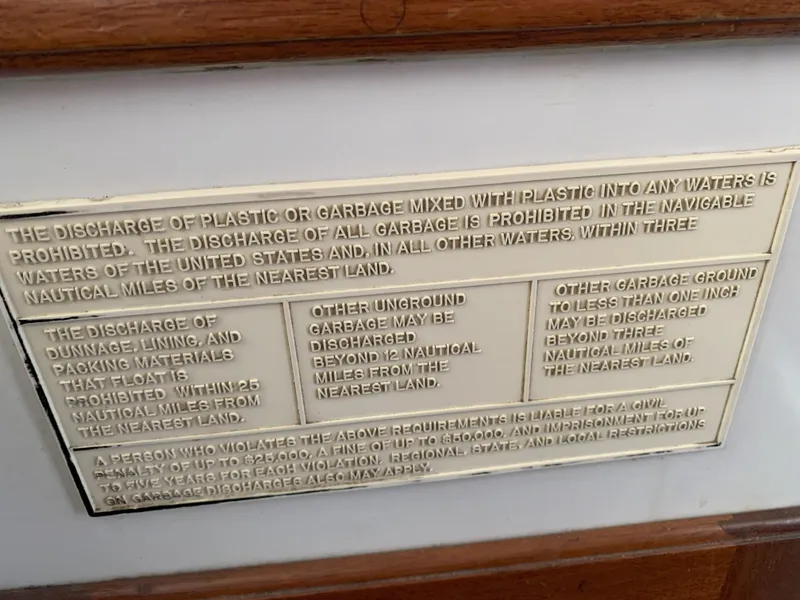 THE DISCHARGE OF PLASTIC OR GARBAGE MIXED WITH PLASTIC INTO ANY WATERS IS
PROHIBITED. THE DISCHARGE OF ALL GARBAGE IS PROHIBITED IN THE NAVIGABLE
WATERS OF THE UNITED STATES AND, IN ALL OTHER WATERS, WITHIN THREE
NAUTICAL MILES OF THE NEAREST LAND.
THE DISCHARGE OF
DUNNAGE, LINING, AND
PACKING MATERIALS
THAT FLOAT IS
PROHIBITED WITHIN 25
NAUTICAL MILES FROM
THE NEAREST LAND.
OTHER UNGROUND
GARBAGE MAY BE
DISCHARGED
BEYOND 12 NAUTICAL
MILES FROM THE
NEAREST LAND.
OTHER GARBAGE GROUND
TO LESS THAN ONE INCH
MAY BE DISCHARGED
BEYOND THREE
NAUTICAL MILES OF
THE NEAREST LAND.
A PERSON WHO VIOLATES THE ABOVE REQUIREMENTS IS LIABLE FOR A CIVIL
PENALTY OF UP TO $25,000, A FINE OF UP TO $50,000, AND IMPRISONMENT FOR UP
TO FIVE YEARS FOR EACH VIOLATION. REGIONAL, STATE, AND LOCAL RESTRICTIONS
ON GARBAGE DISCHARGES ALSO MAY APPLY.